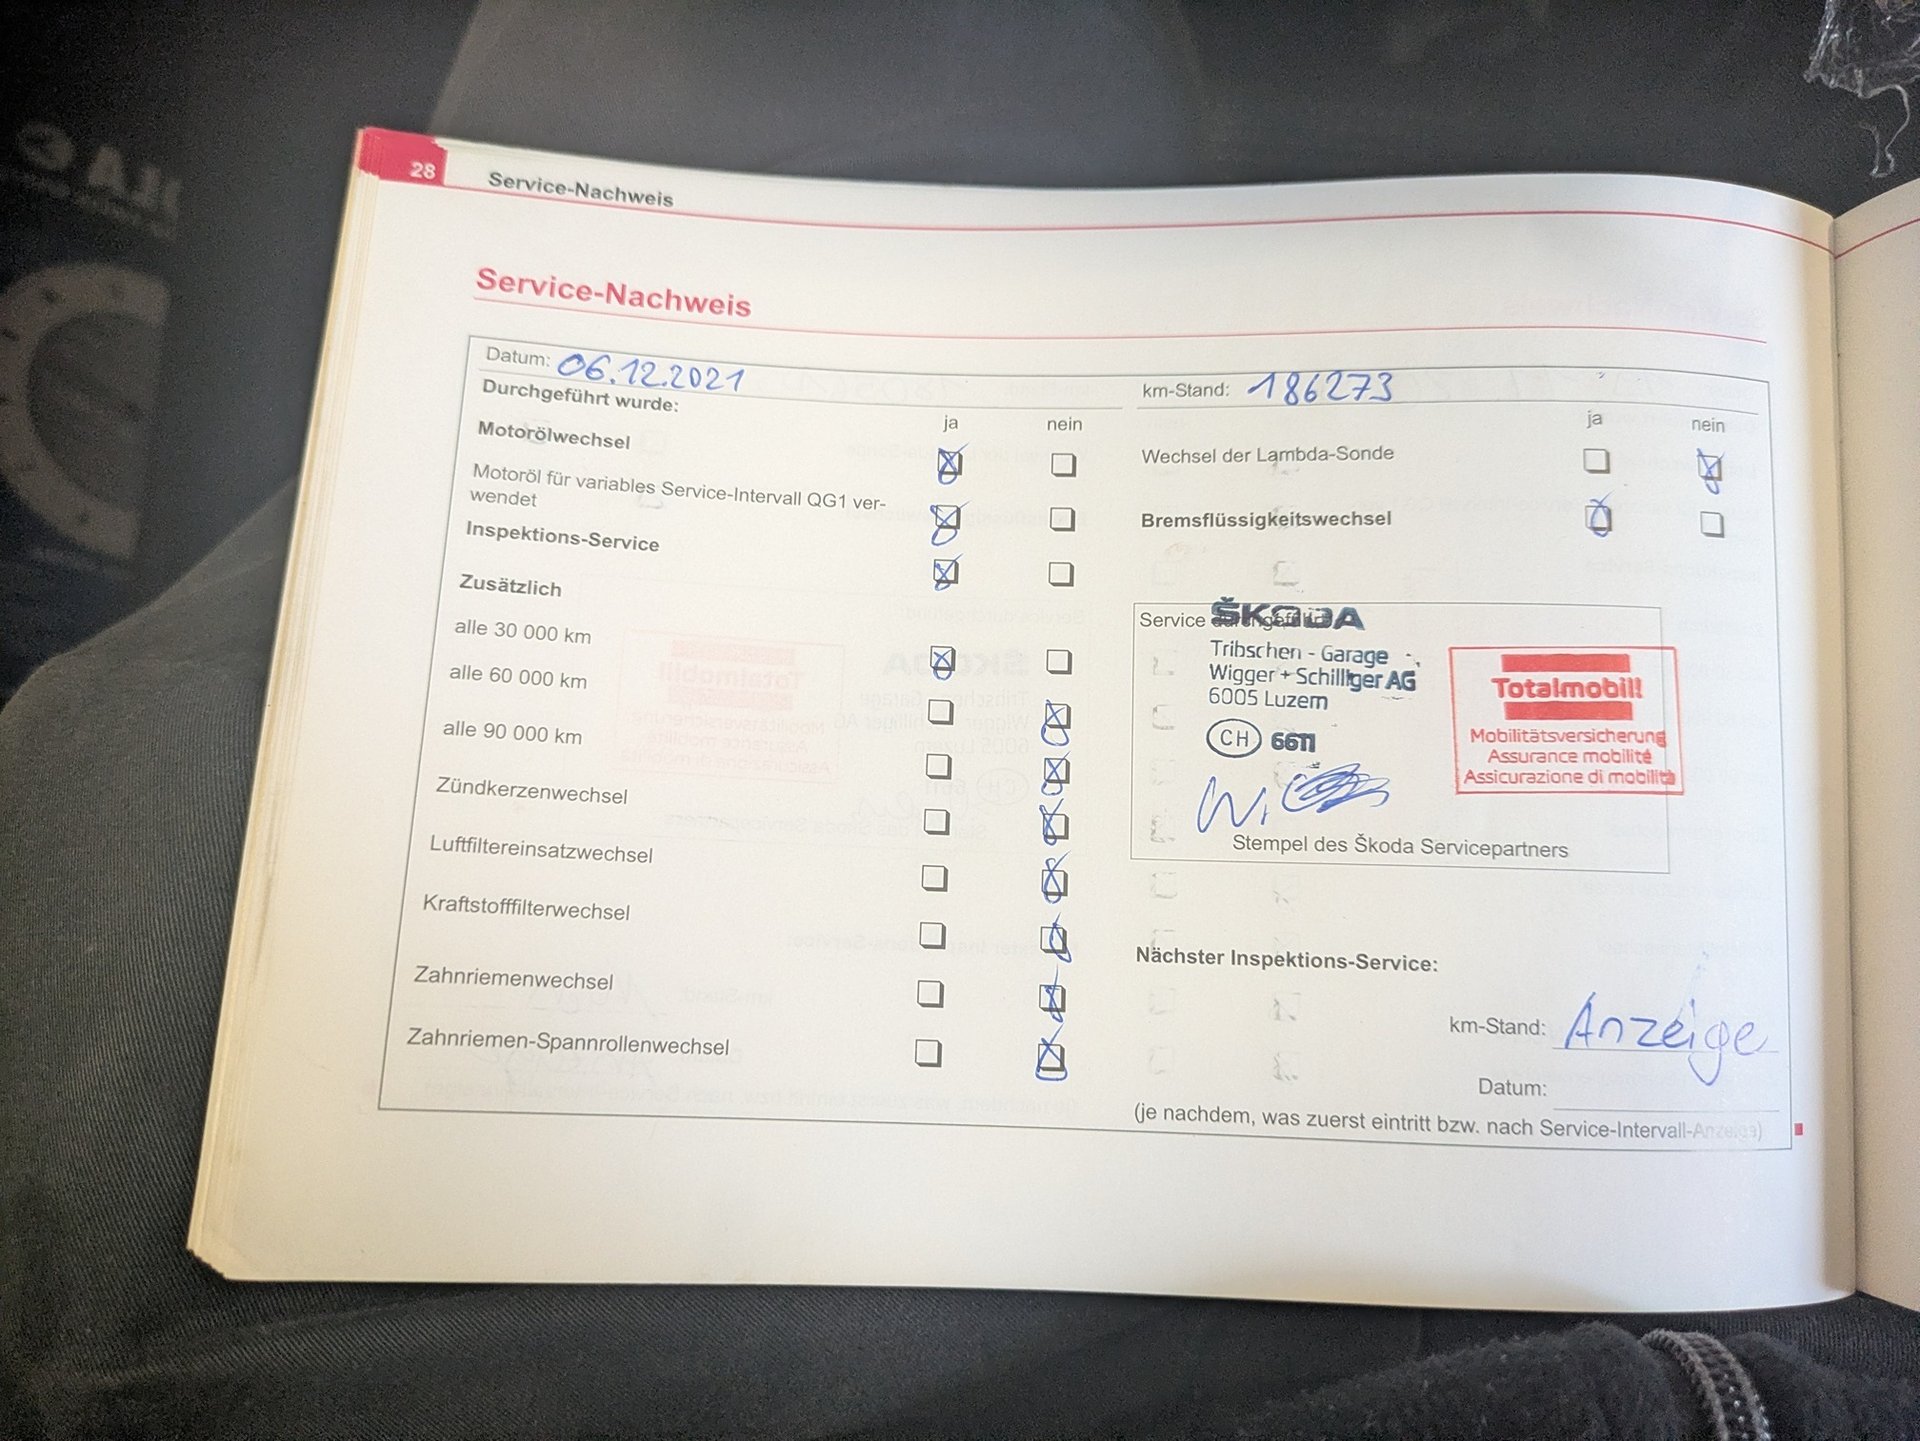 28
Service-Nachweis
Service-Nachweis
Datum: 06.12.2021
km-Stand: 186273
Durchgeführt wurde:
ja nein
ja nein
Motorölwechsel
Motoröl für variables Service-Intervall QG1 ver-
wendet
Inspektions-Service
Zusätzlich
alle 30 000 km
alle 60 000 km
alle 90 000 km
Zündkerzenwechsel
Luftfiltereinsatzwechsel
Kraftstofffilterwechsel
Zahnriemenwechsel
Zahnriemen-Spannrollenwechsel
Wechsel der Lambda-Sonde
Bremsflüssigkeitswechsel
Service durchgeführt
ŠKODA
Tribschen - Garage
Wigger + Schilliger AG
6005 Luzern
CH 6611
Totalmobil!
Mobilitätsversicherung
Assurance mobilité
Assicurazione di mobilità
Stempel des Škoda Servicepartners
Nächster Inspektions-Service:
km-Stand: Anzeige
Datum:
(je nachdem, was zuerst eintritt bzw. nach Service-Intervall-Anzeige)